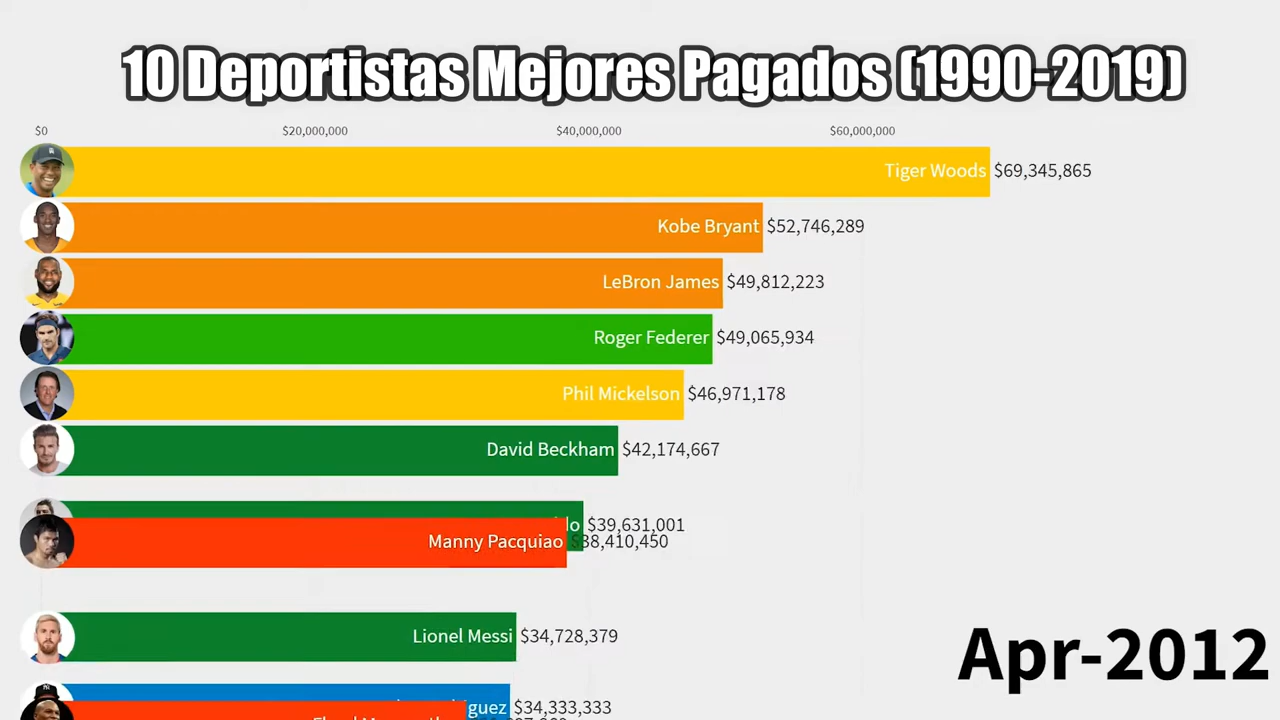 10 Deportistas Mejores Pagados (1990-2019)
$0 $20,000,000 $40,000,000 $60,000,000
Tiger Woods $69,345,865
Kobe Bryant $52,746,289
LeBron James $49,812,223
Roger Federer $49,065,934
Phil Mickelson $46,971,178
David Beckham $42,174,667
$39,631,001
Manny Pacquiao $38,410,450
Lionel Messi $34,728,379
$34,333,333
Apr-2012